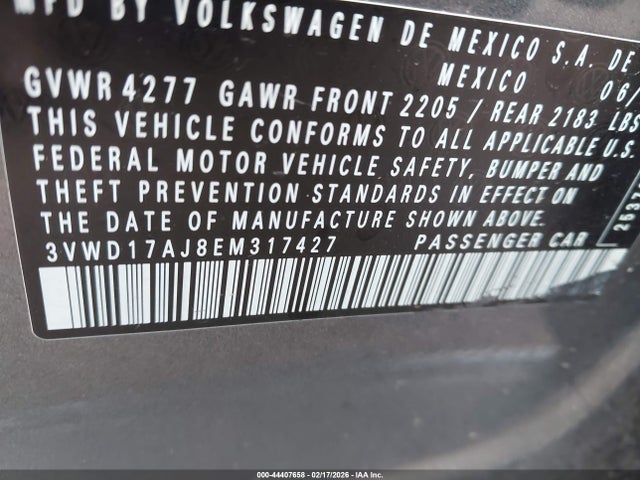 MFD BY VOLKSWAGEN DE MEXICO S.A. DE
MEXICO 06/
GVWR 4277 GAWR FRONT 2205 / REAR 2183 LBS
THIS VEHICLE CONFORMS TO ALL APPLICABLE U.S.
FEDERAL MOTOR VEHICLE SAFETY, BUMPER AND
THEFT PREVENTION STANDARDS IN EFFECT ON
THE DATE OF MANUFACTURE SHOWN ABOVE.
3VWD17AJ8EM317427 PASSENGER CAR
000-44407658 - 02/17/2026 - IAA Inc.